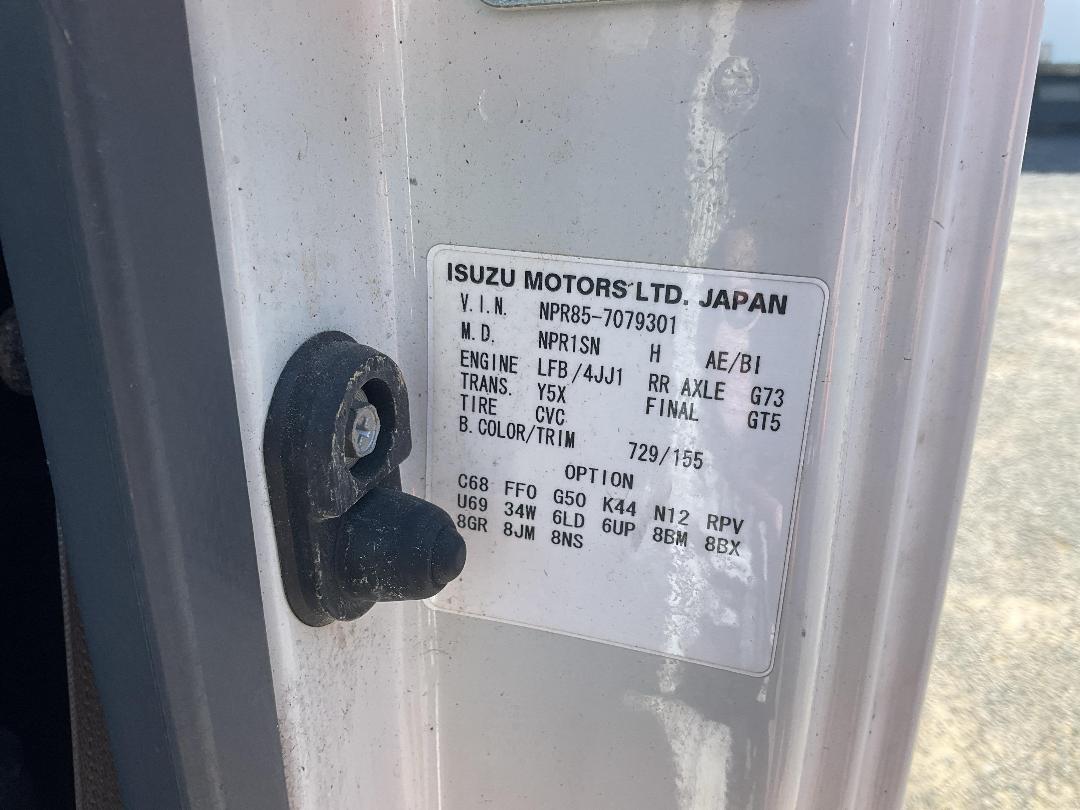 ISUZU MOTORS LTD. JAPAN
V.I.N. NPR85-7079301
M.D. NPR1SN H AE/BI
ENGINE LFB/4JJ1 RR AXLE G73
TRANS. Y5X FINAL GT5
TIRE CVC
B.COLOR/TRIM 729/155
OPTION
C68 FF0 G50 K44 N12 RPV
U69 34W 6LD 6UP 8BM 8BX
8GR 8JM 8NS